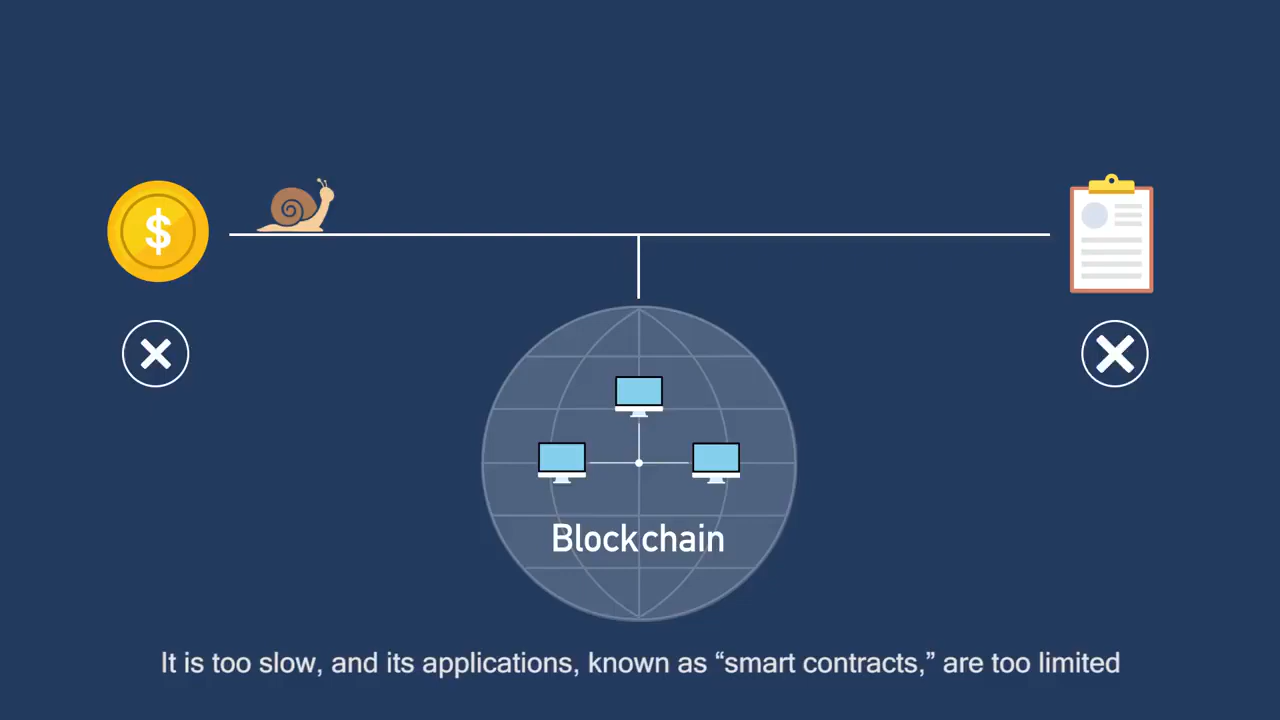 $
Blockchain
It is too slow, and its applications, known as “smart contracts,” are too limited